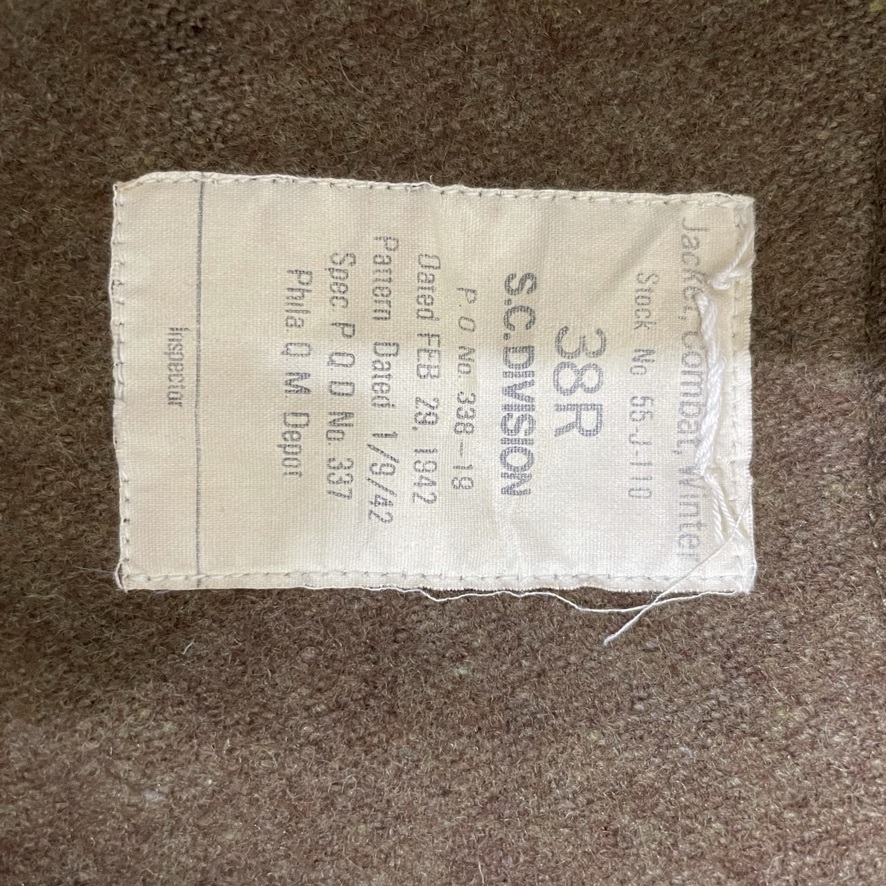 Jacket, Combat, Winter
Stock No 55.J.110
38R
S.C.DIVISION
P.O No. 338-19
Dated FEB 29, 1942
Pattern Dated 1/9/42
Spec P Q D No. 337
Phila Q M Depot
Inspector